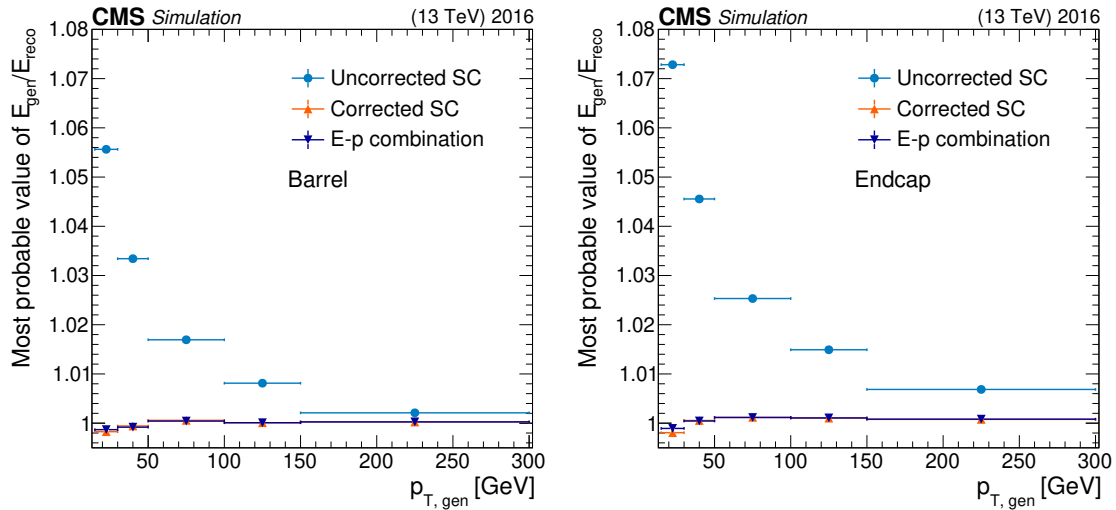 CMS Simulation (13 TeV) 2016
Most probable value of E_gen/E_reco
1.08
1.07
1.06
1.05
1.04
1.03
1.02
1.01
1
Uncorrected SC
Corrected SC
E-p combination
Barrel
50 100 150 200 250 300
p_T, gen [GeV]
CMS Simulation (13 TeV) 2016
Most probable value of E_gen/E_reco
1.08
1.07
1.06
1.05
1.04
1.03
1.02
1.01
1
Uncorrected SC
Corrected SC
E-p combination
Endcap
50 100 150 200 250 300
p_T, gen [GeV]